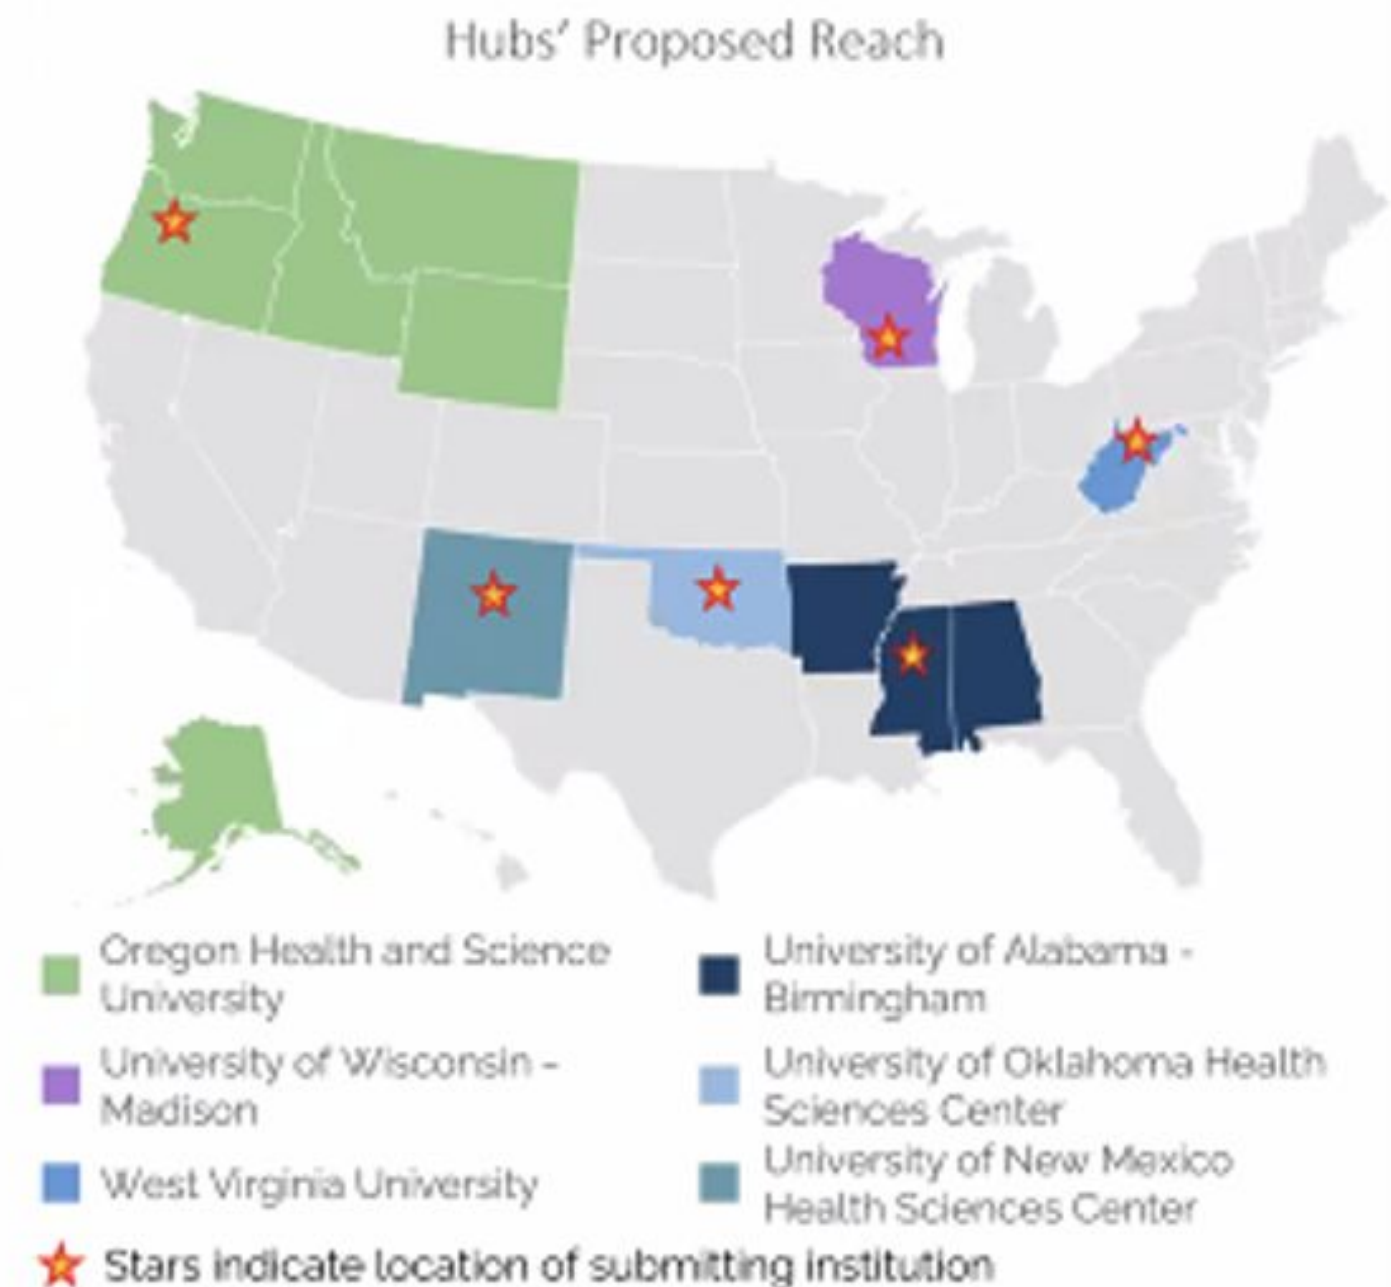 Hubs' Proposed Reach
Oregon Health and Science
University
University of Wisconsin -
Madison
West Virginia University
University of Alabama -
Birmingham
University of Oklahoma Health
Sciences Center
University of New Mexico
Health Sciences Center
Stars indicate location of submitting institution